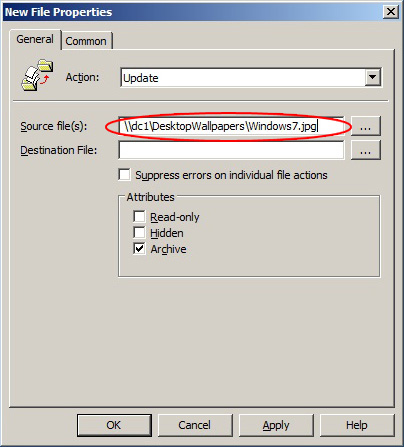 New File Properties
General
Common
Action:
Update
Source file(s):
\\dc1\DesktopWallpapers\Windows7.jpg
...
Destination File:
...
Suppress errors on individual file actions
Attributes
Read-only
Hidden
Archive
OK
Cancel
Apply
Help